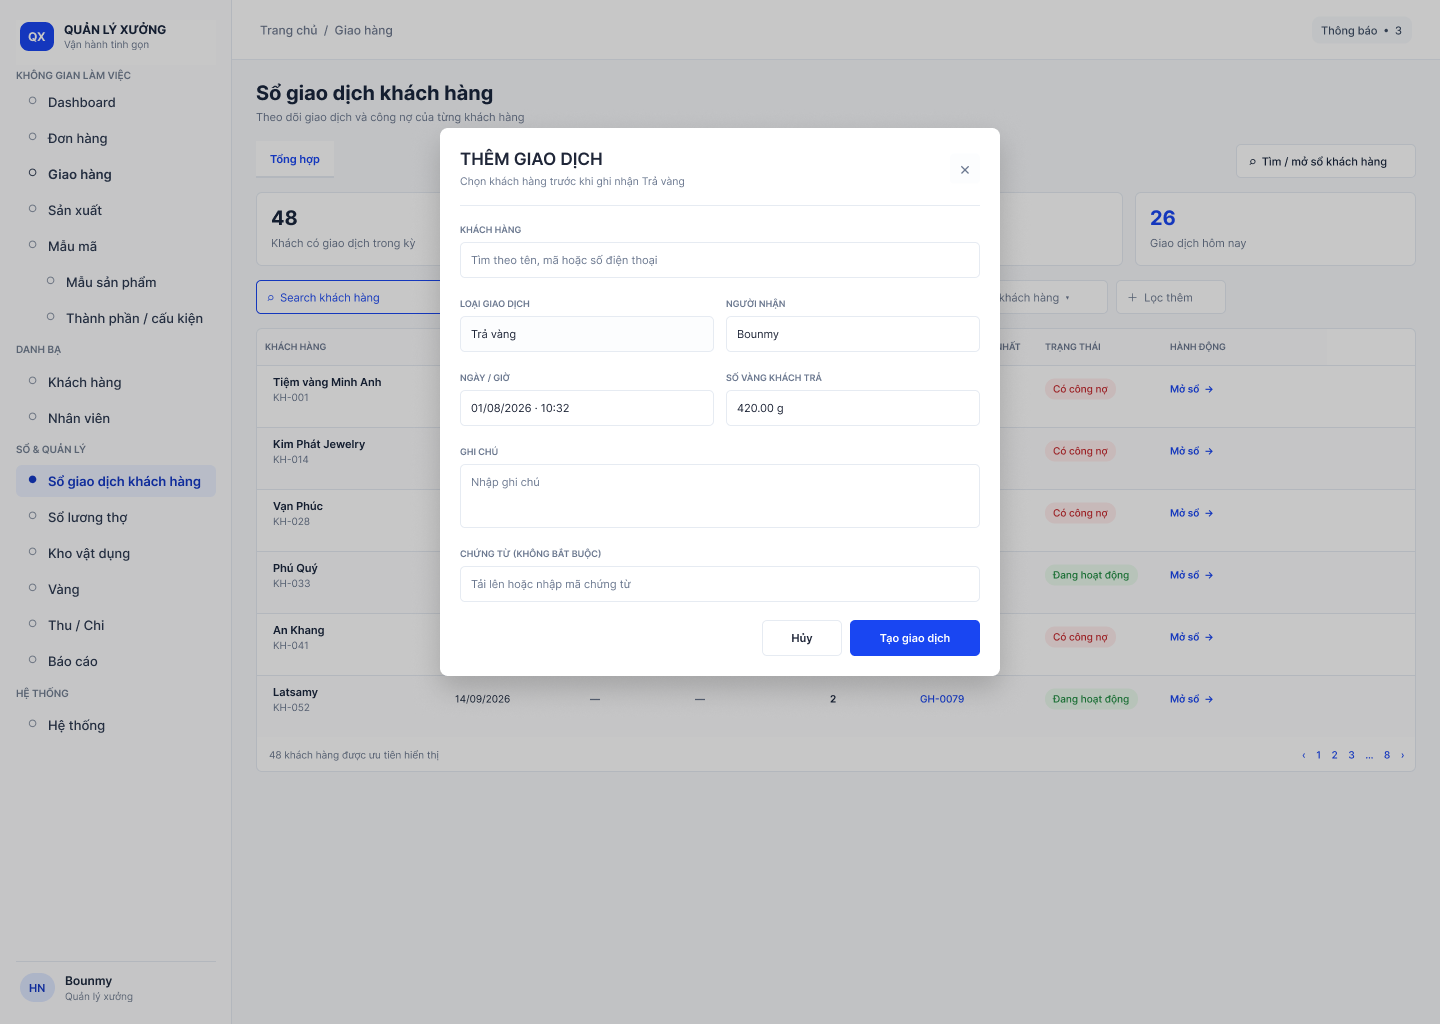 QX
QUẢN LÝ XƯỞNG
Vận hành tinh gọn
KHÔNG GIAN LÀM VIỆC
Dashboard
Đơn hàng
Giao hàng
Sản xuất
Mẫu mã
Mẫu sản phẩm
Thành phần / cấu kiện
DANH BẠ
Khách hàng
Nhân viên
SỔ & QUẢN LÝ
Sổ giao dịch khách hàng
Sổ lương thợ
Kho vật dụng
Vàng
Thu / Chi
Báo cáo
HỆ THỐNG
Hệ thống
HN
Bounmy
Quản lý xưởng
Trang chủ / Giao hàng
Thông báo • 3
Sổ giao dịch khách hàng
Theo dõi giao dịch và công nợ của từng khách hàng
Tổng hợp
Tìm / mở sổ khách hàng
48
Khách có giao dịch trong kỳ
26
Giao dịch hôm nay
Search khách hàng
khách hàng
+ Lọc thêm
KHÁCH HÀNG
NHẤT
TRẠNG THÁI
HÀNH ĐỘNG
Tiệm vàng Minh Anh
KH-001
Có công nợ
Mở sổ →
Kim Phát Jewelry
KH-014
Có công nợ
Mở sổ →
Vạn Phúc
KH-028
Có công nợ
Mở sổ →
Phú Quý
KH-033
Đang hoạt động
Mở sổ →
An Khang
KH-041
Có công nợ
Mở sổ →
Latsamy
KH-052
14/09/2026 — — 2 GH-0079
Đang hoạt động
Mở sổ →
48 khách hàng được ưu tiên hiển thị
‹ 1 2 3 ... 8 ›
THÊM GIAO DỊCH
Chọn khách hàng trước khi ghi nhận Trả vàng
×
KHÁCH HÀNG
Tìm theo tên, mã hoặc số điện thoại
LOẠI GIAO DỊCH
Trả vàng
NGƯỜI NHẬN
Bounmy
NGÀY / GIỜ
01/08/2026 · 10:32
SỐ VÀNG KHÁCH TRẢ
420.00 g
GHI CHÚ
Nhập ghi chú
CHỨNG TỪ (KHÔNG BẮT BUỘC)
Tải lên hoặc nhập mã chứng từ
Hủy
Tạo giao dịch